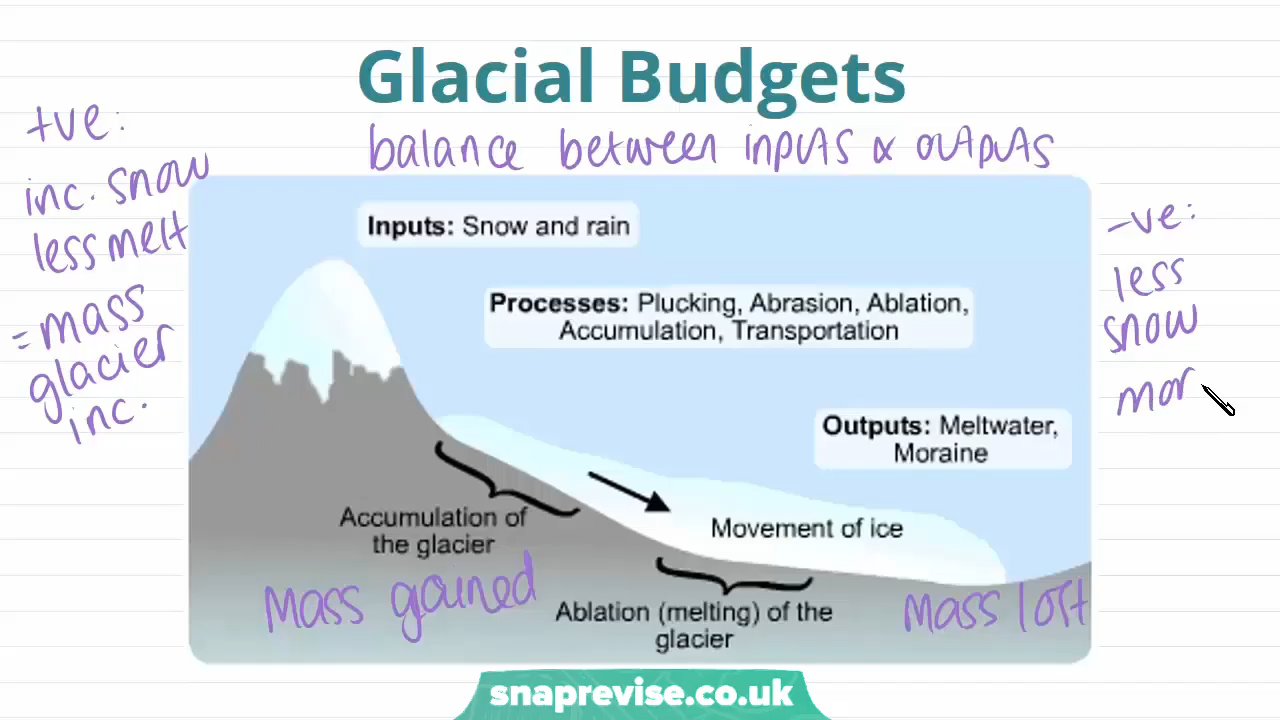 Glacial Budgets
balance between inputs & outputs
+ve:
inc. snow
less melt
= mass
glacier
inc.
Inputs: Snow and rain
Processes: Plucking, Abrasion, Ablation,
Accumulation, Transportation
Outputs: Meltwater,
Moraine
-ve:
less
snow
mor
Accumulation of
the glacier
Mass gained
Movement of ice
Ablation (melting) of the
glacier
Mass lost
snaprevise.co.uk